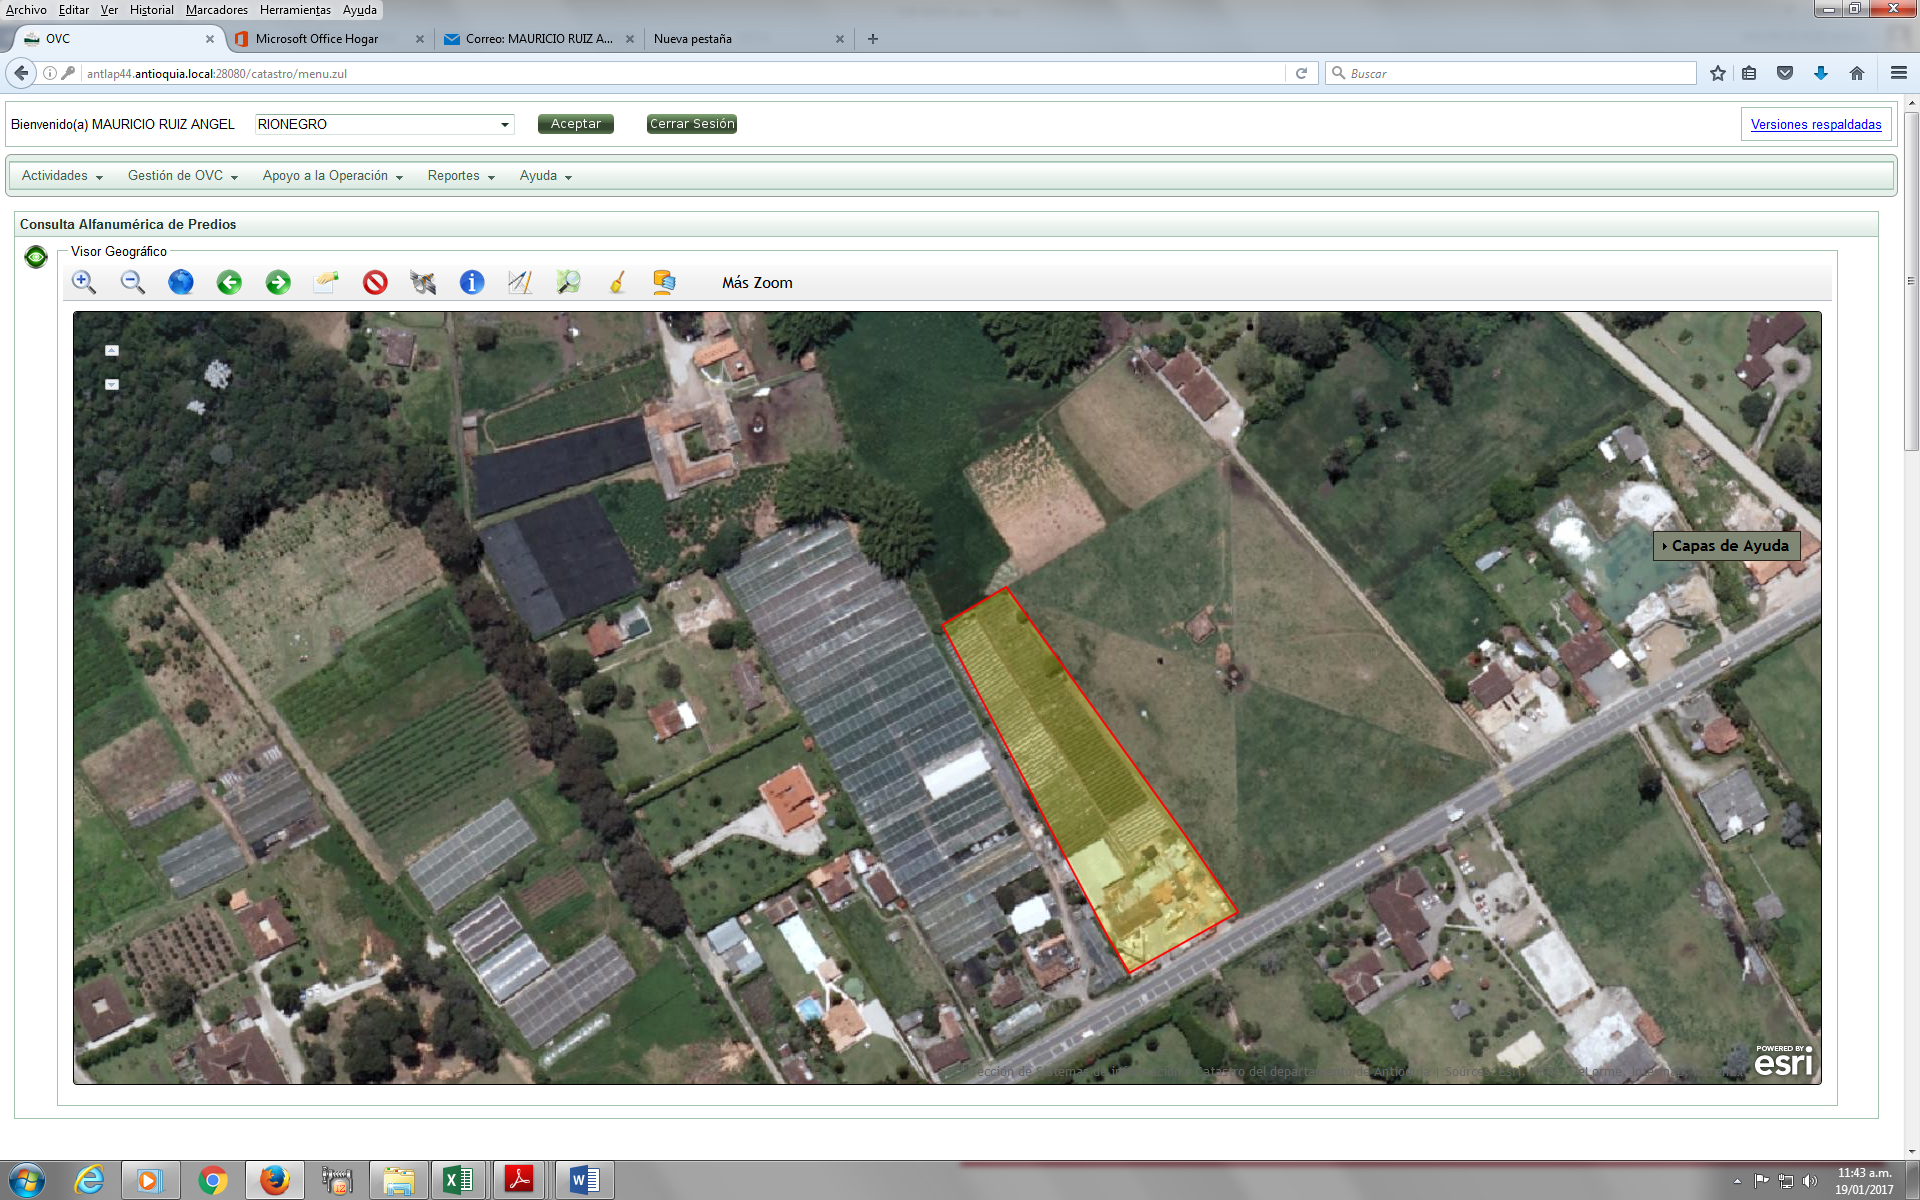 Archivo Editar Ver Historial Marcadores Herramientas Ayuda
OVC
Microsoft Office Hogar
Correo: MAURICIO RUIZ A...
Nueva pestaña
antlap44.antioquia.local:28080/catastro/menu.zul
Buscar
Bienvenido(a) MAURICIO RUIZ ANGEL RIONEGRO Aceptar Cerrar Sesión Versiones respaldadas
Actividades Gestión de OVC Apoyo a la Operación Reportes Ayuda
Consulta Alfanumérica de Predios
Visor Geográfico
Más Zoom
Capas de Ayuda
POWERED BY
esri
11:43 a.m.
19/01/2017